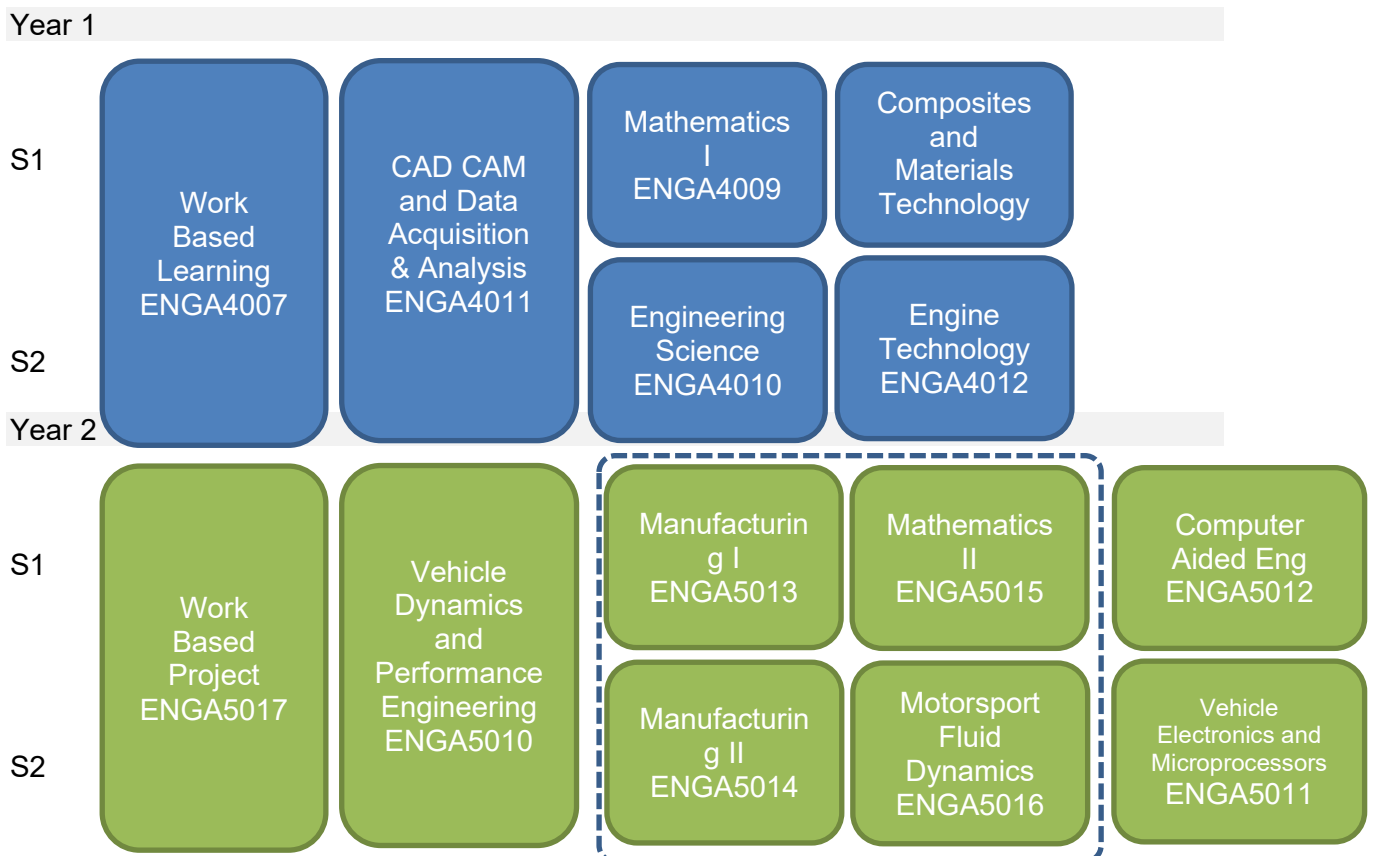 Year 1
S1
S2
Work
Based
Learning
ENGA4007
CAD CAM
and Data
Acquisition
& Analysis
ENGA4011
Mathematics
I
ENGA4009
Composites
and
Materials
Technology
Engineering
Science
ENGA4010
Engine
Technology
ENGA4012
Year 2
S1
S2
Work
Based
Project
ENGA5017
Vehicle
Dynamics
and
Performance
Engineering
ENGA5010
Manufacturin
g I
ENGA5013
Mathematics
II
ENGA5015
Computer
Aided Eng
ENGA5012
Manufacturin
g II
ENGA5014
Motorsport
Fluid
Dynamics
ENGA5016
Vehicle
Electronics and
Microprocessors
ENGA5011